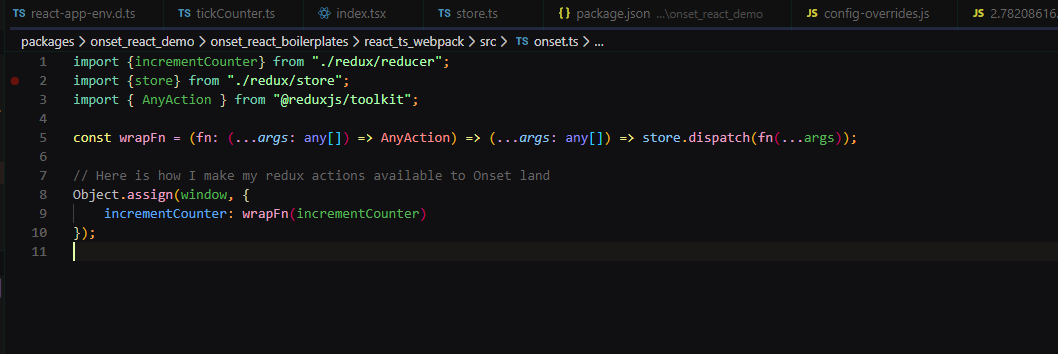 TS react-app-env.d.ts TS tickCounter.ts index.tsx TS store.ts {} package.json ...\onset_react_demo JS config-overrides.js JS 2.78208616.
packages > onset_react_demo > onset_react_boilerplates > react_ts_webpack > src > TS onset.ts > ...
1 import {incrementCounter} from "./redux/reducer";
2 import {store} from "./redux/store";
3 import { AnyAction } from "@reduxjs/toolkit";
4
5 const wrapFn = (fn: (...args: any[]) => AnyAction) => (...args: any[]) => store.dispatch(fn(...args));
6
7 // Here is how I make my redux actions available to Onset land
8 Object.assign(window, {
9     incrementCounter: wrapFn(incrementCounter)
10 });
11